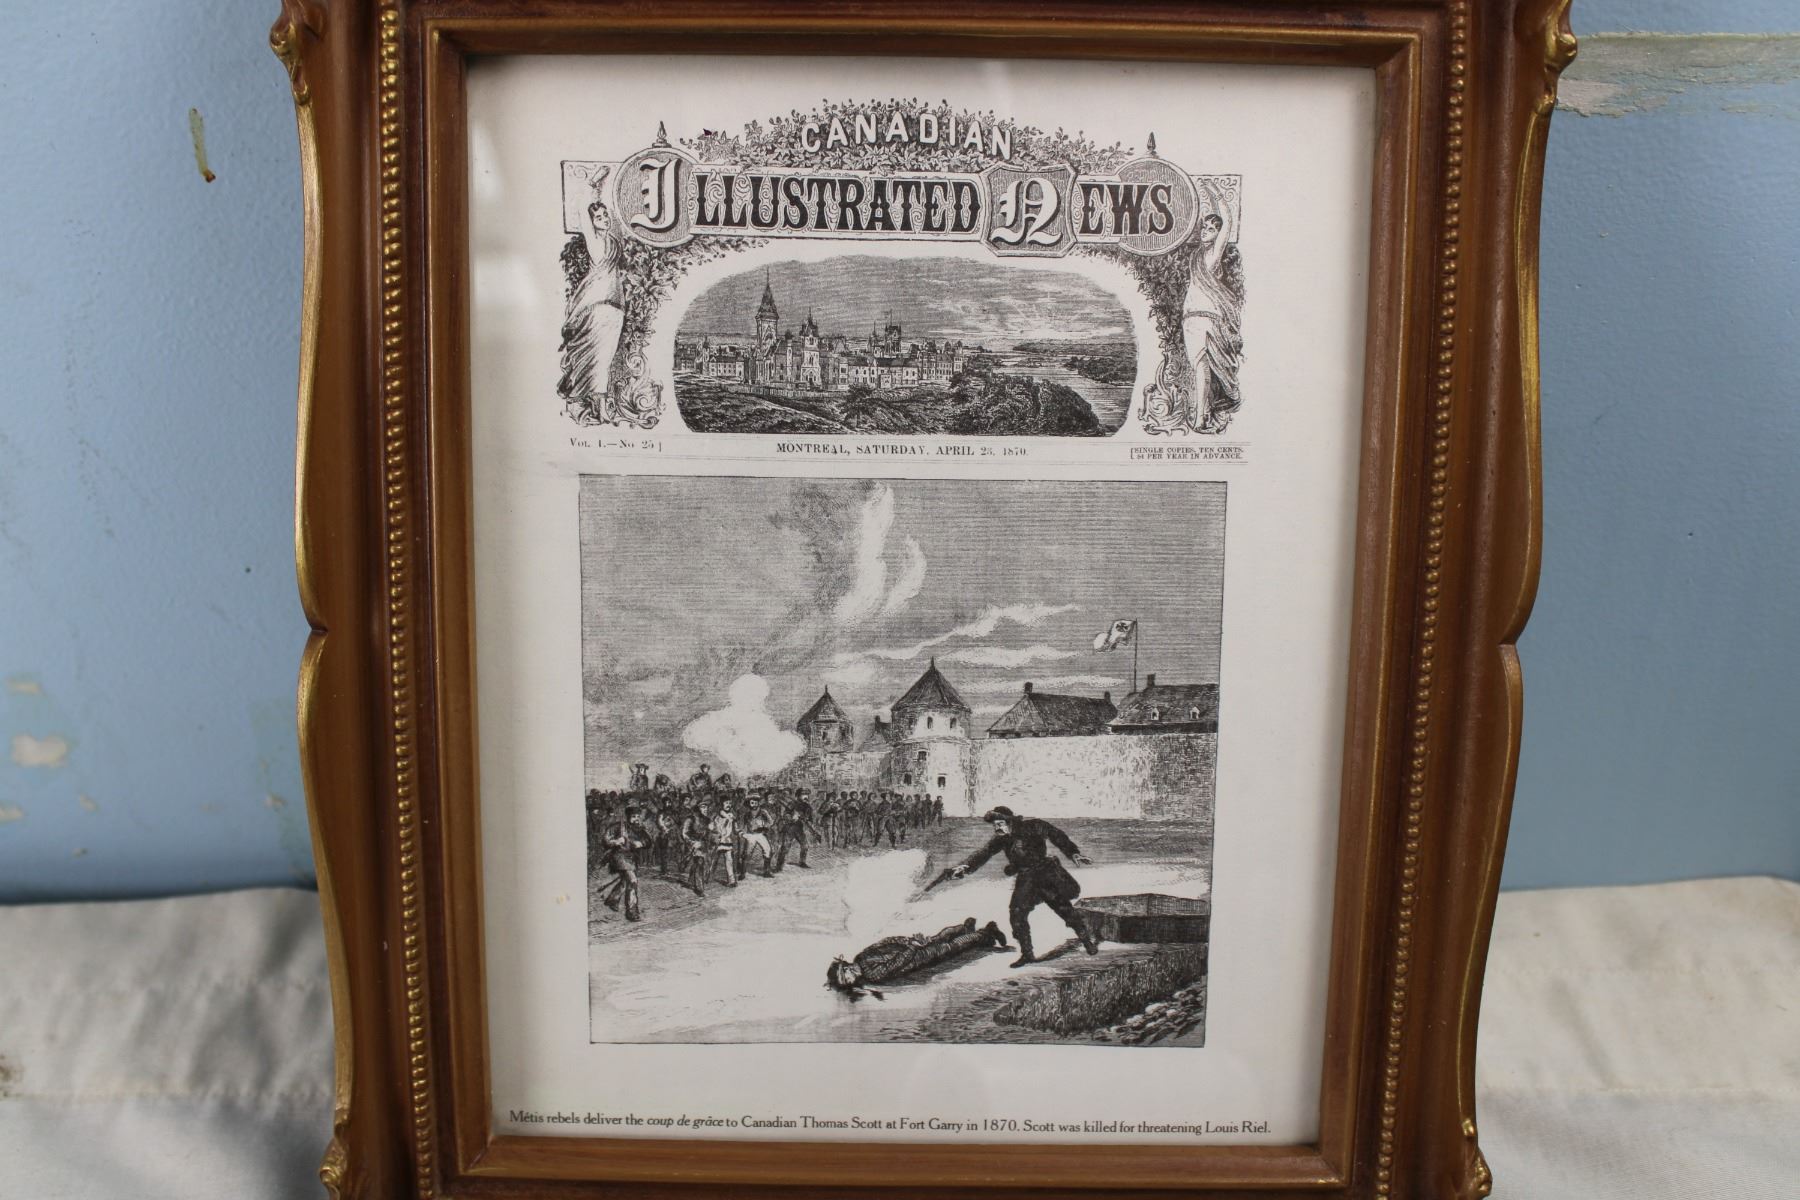 CANADIAN
ILLUSTRATED NEWS
VOL. I.—No 25]
MONTREAL, SATURDAY, APRIL 23, 1870.
[SINGLE COPIES, TEN CENTS.
$4 PER YEAR IN ADVANCE.
Métis rebels deliver the coup de grâce to Canadian Thomas Scott at Fort Garry in 1870. Scott was killed for threatening Louis Riel.